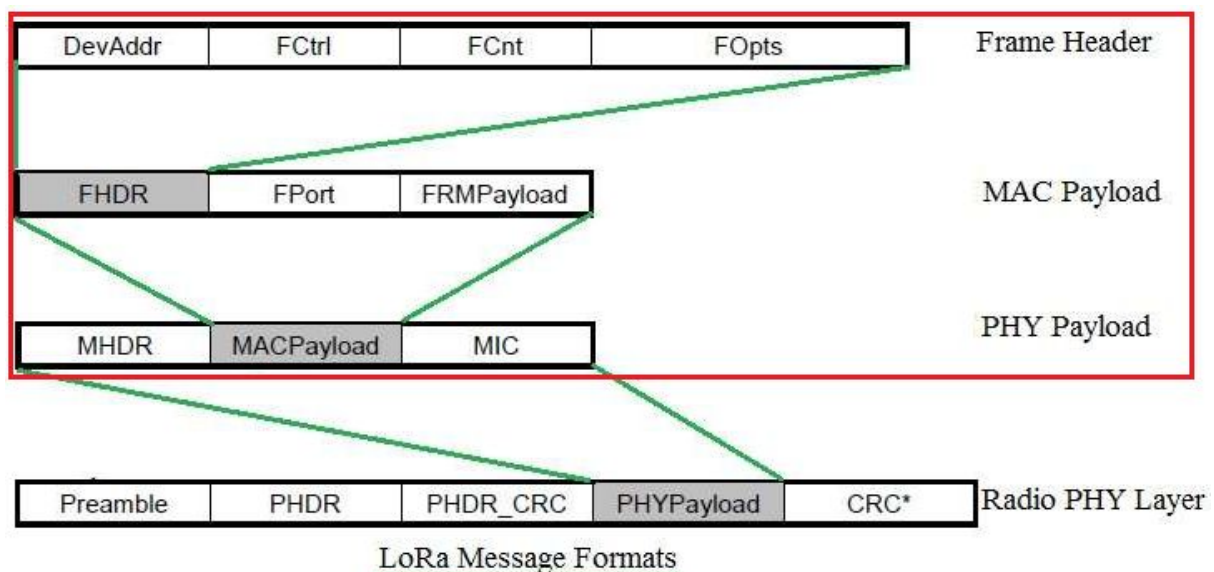 DevAddr FCtrl FCnt FOpts Frame Header
FHDR FPort FRMPayload MAC Payload
MHDR MACPayload MIC PHY Payload
Preamble PHDR PHDR_CRC PHYPayload CRC* Radio PHY Layer
LoRa Message Formats